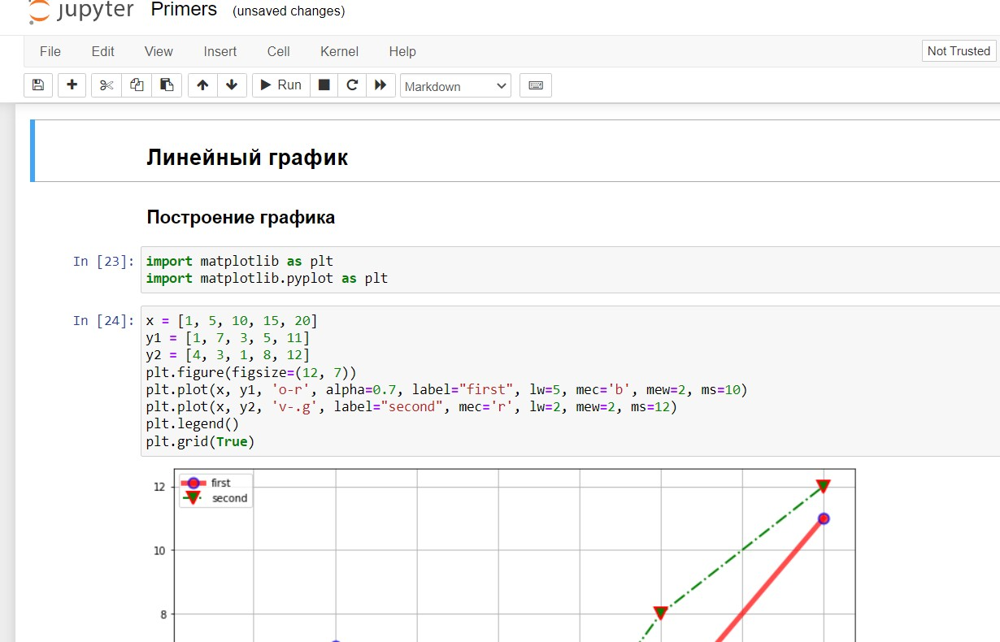 jupyter Primers (unsaved changes)
File Edit View Insert Cell Kernel Help Not Trusted
Run Markdown
Линейный график
Построение графика
In [23]: import matplotlib as plt
import matplotlib.pyplot as plt
In [24]: x = [1, 5, 10, 15, 20]
y1 = [1, 7, 3, 5, 11]
y2 = [4, 3, 1, 8, 12]
plt.figure(figsize=(12, 7))
plt.plot(x, y1, 'o-r', alpha=0.7, label="first", lw=5, mec='b', mew=2, ms=10)
plt.plot(x, y2, 'v-.g', label="second", mec='r', lw=2, mew=2, ms=12)
plt.legend()
plt.grid(True)
first
12
second
10
8